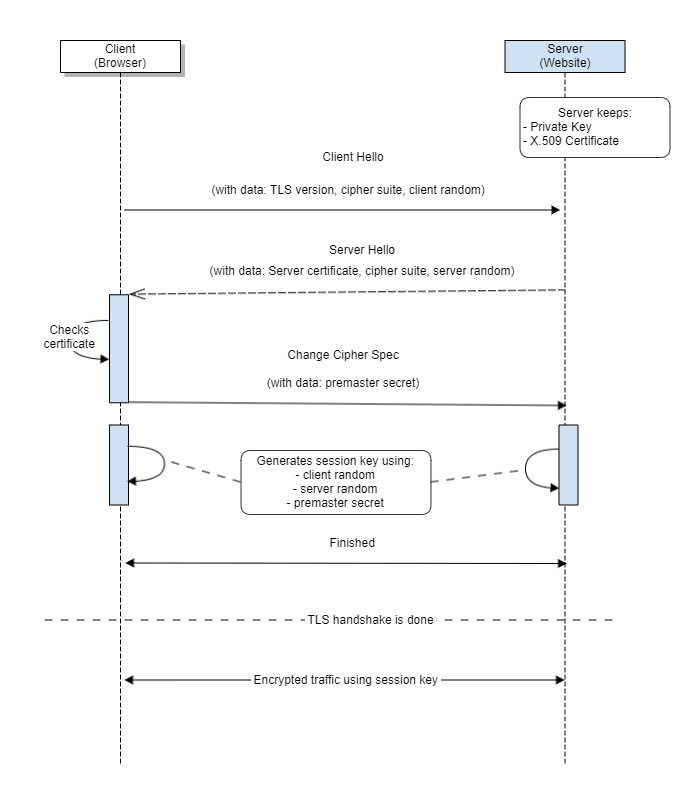 Client
(Browser)
Server
(Website)
Server keeps:
- Private Key
- X.509 Certificate
Client Hello
(with data: TLS version, cipher suite, client random)
Server Hello
(with data: Server certificate, cipher suite, server random)
Checks
certificate
Change Cipher Spec
(with data: premaster secret)
Generates session key using:
- client random
- server random
- premaster secret
Finished
TLS handshake is done
Encrypted traffic using session key